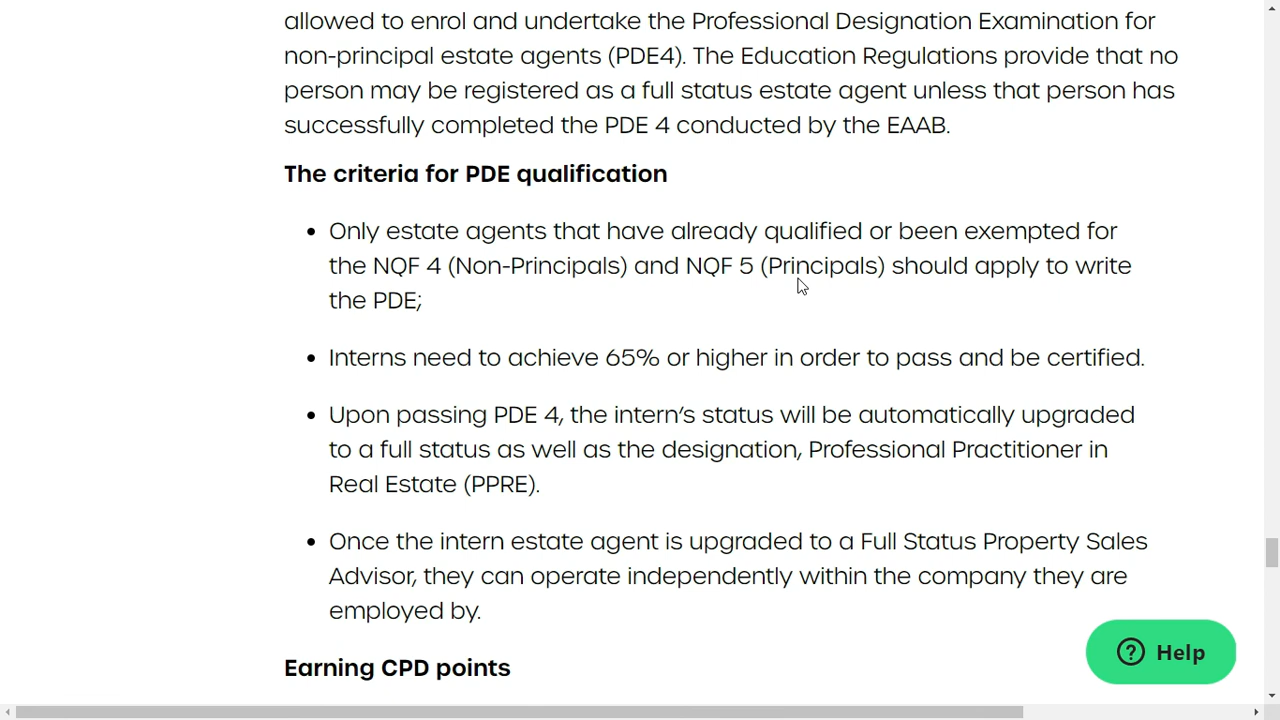 allowed to enrol and undertake the Professional Designation Examination for
non-principal estate agents (PDE4). The Education Regulations provide that no
person may be registered as a full status estate agent unless that person has
successfully completed the PDE 4 conducted by the EAAB.
The criteria for PDE qualification
• Only estate agents that have already qualified or been exempted for
the NQF 4 (Non-Principals) and NQF 5 (Principals) should apply to write
the PDE;
• Interns need to achieve 65% or higher in order to pass and be certified.
• Upon passing PDE 4, the intern's status will be automatically upgraded
to a full status as well as the designation, Professional Practitioner in
Real Estate (PPRE).
• Once the intern estate agent is upgraded to a Full Status Property Sales
Advisor, they can operate independently within the company they are
employed by.
Help
Earning CPD points